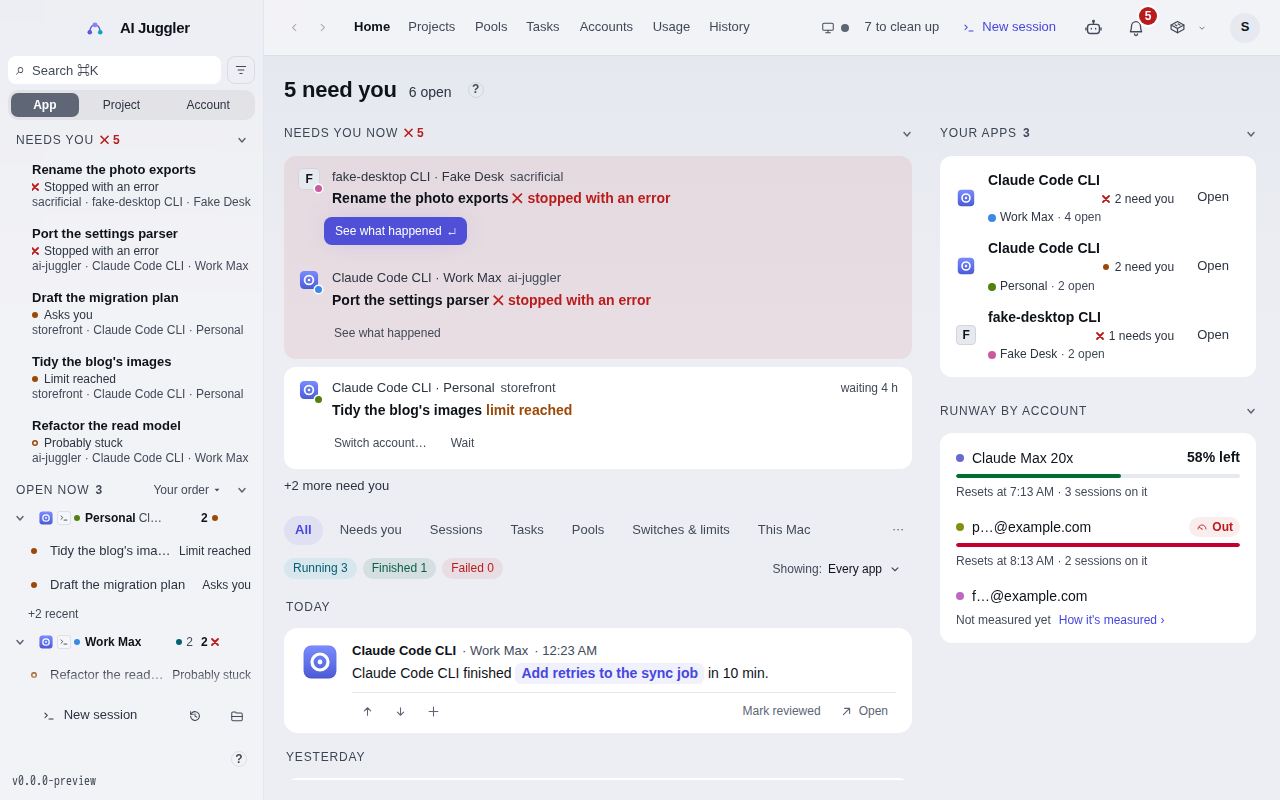 AI Juggler
Search ⌘K
App Project Account
NEEDS YOU 5
Rename the photo exports
Stopped with an error
sacrificial · fake-desktop CLI · Fake Desk
Port the settings parser
Stopped with an error
ai-juggler · Claude Code CLI · Work Max
Draft the migration plan
Asks you
storefront · Claude Code CLI · Personal
Tidy the blog's images
Limit reached
storefront · Claude Code CLI · Personal
Refactor the read model
Probably stuck
ai-juggler · Claude Code CLI · Work Max
OPEN NOW 3 Your order
Personal Cl… 2
Tidy the blog's ima… Limit reached
Draft the migration plan Asks you
+2 recent
Work Max 2 2
Refactor the read… Probably stuck
New session
?
v0.0.0-preview
Home Projects Pools Tasks Accounts Usage History
7 to clean up
New session
5
S
5 need you 6 open ?
NEEDS YOU NOW 5
F
fake-desktop CLI · Fake Desk sacrificial
Rename the photo exports stopped with an error
See what happened
Claude Code CLI · Work Max ai-juggler
Port the settings parser stopped with an error
See what happened
Claude Code CLI · Personal storefront waiting 4 h
Tidy the blog's images limit reached
Switch account… Wait
+2 more need you
All Needs you Sessions Tasks Pools Switches & limits This Mac ···
Running 3 Finished 1 Failed 0
Showing: Every app
TODAY
Claude Code CLI · Work Max · 12:23 AM
Claude Code CLI finished Add retries to the sync job in 10 min.
Mark reviewed Open
YESTERDAY
YOUR APPS 3
Claude Code CLI
2 need you Open
Work Max · 4 open
Claude Code CLI
2 need you Open
Personal · 2 open
F
fake-desktop CLI
1 needs you Open
Fake Desk · 2 open
RUNWAY BY ACCOUNT
Claude Max 20x 58% left
Resets at 7:13 AM · 3 sessions on it
p…@example.com Out
Resets at 8:13 AM · 2 sessions on it
f…@example.com
Not measured yet How it's measured ›